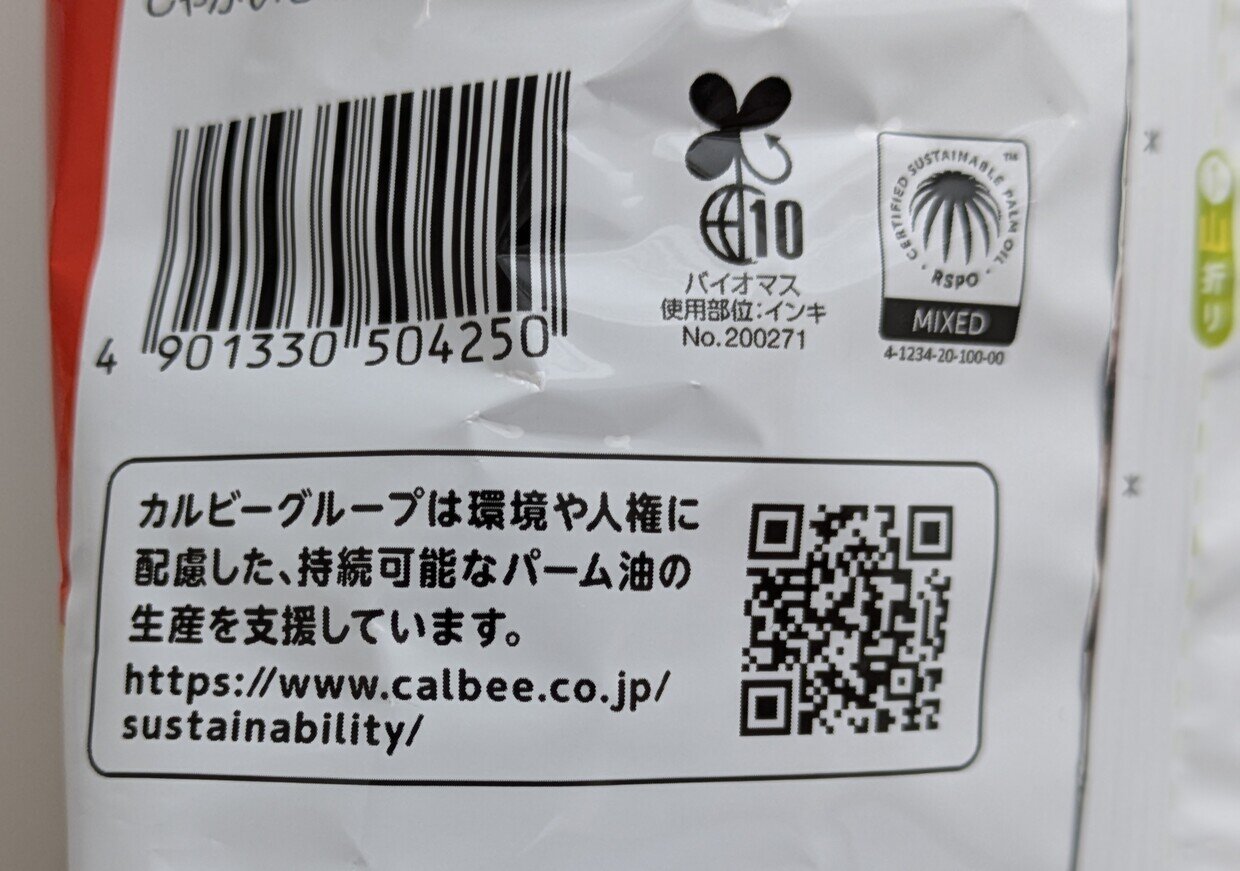 4 901330 504250
10
バイオマス
使用部位:インキ
No.200271
CERTIFIED SUSTAINABLE PALM OIL
TM
RSPO
MIXED
4-1234-20-100-00
カルビーグループは環境や人権に
配慮した、持続可能なパーム油の
生産を支援しています。
https://www.calbee.co.jp/
sustainability/
山折り